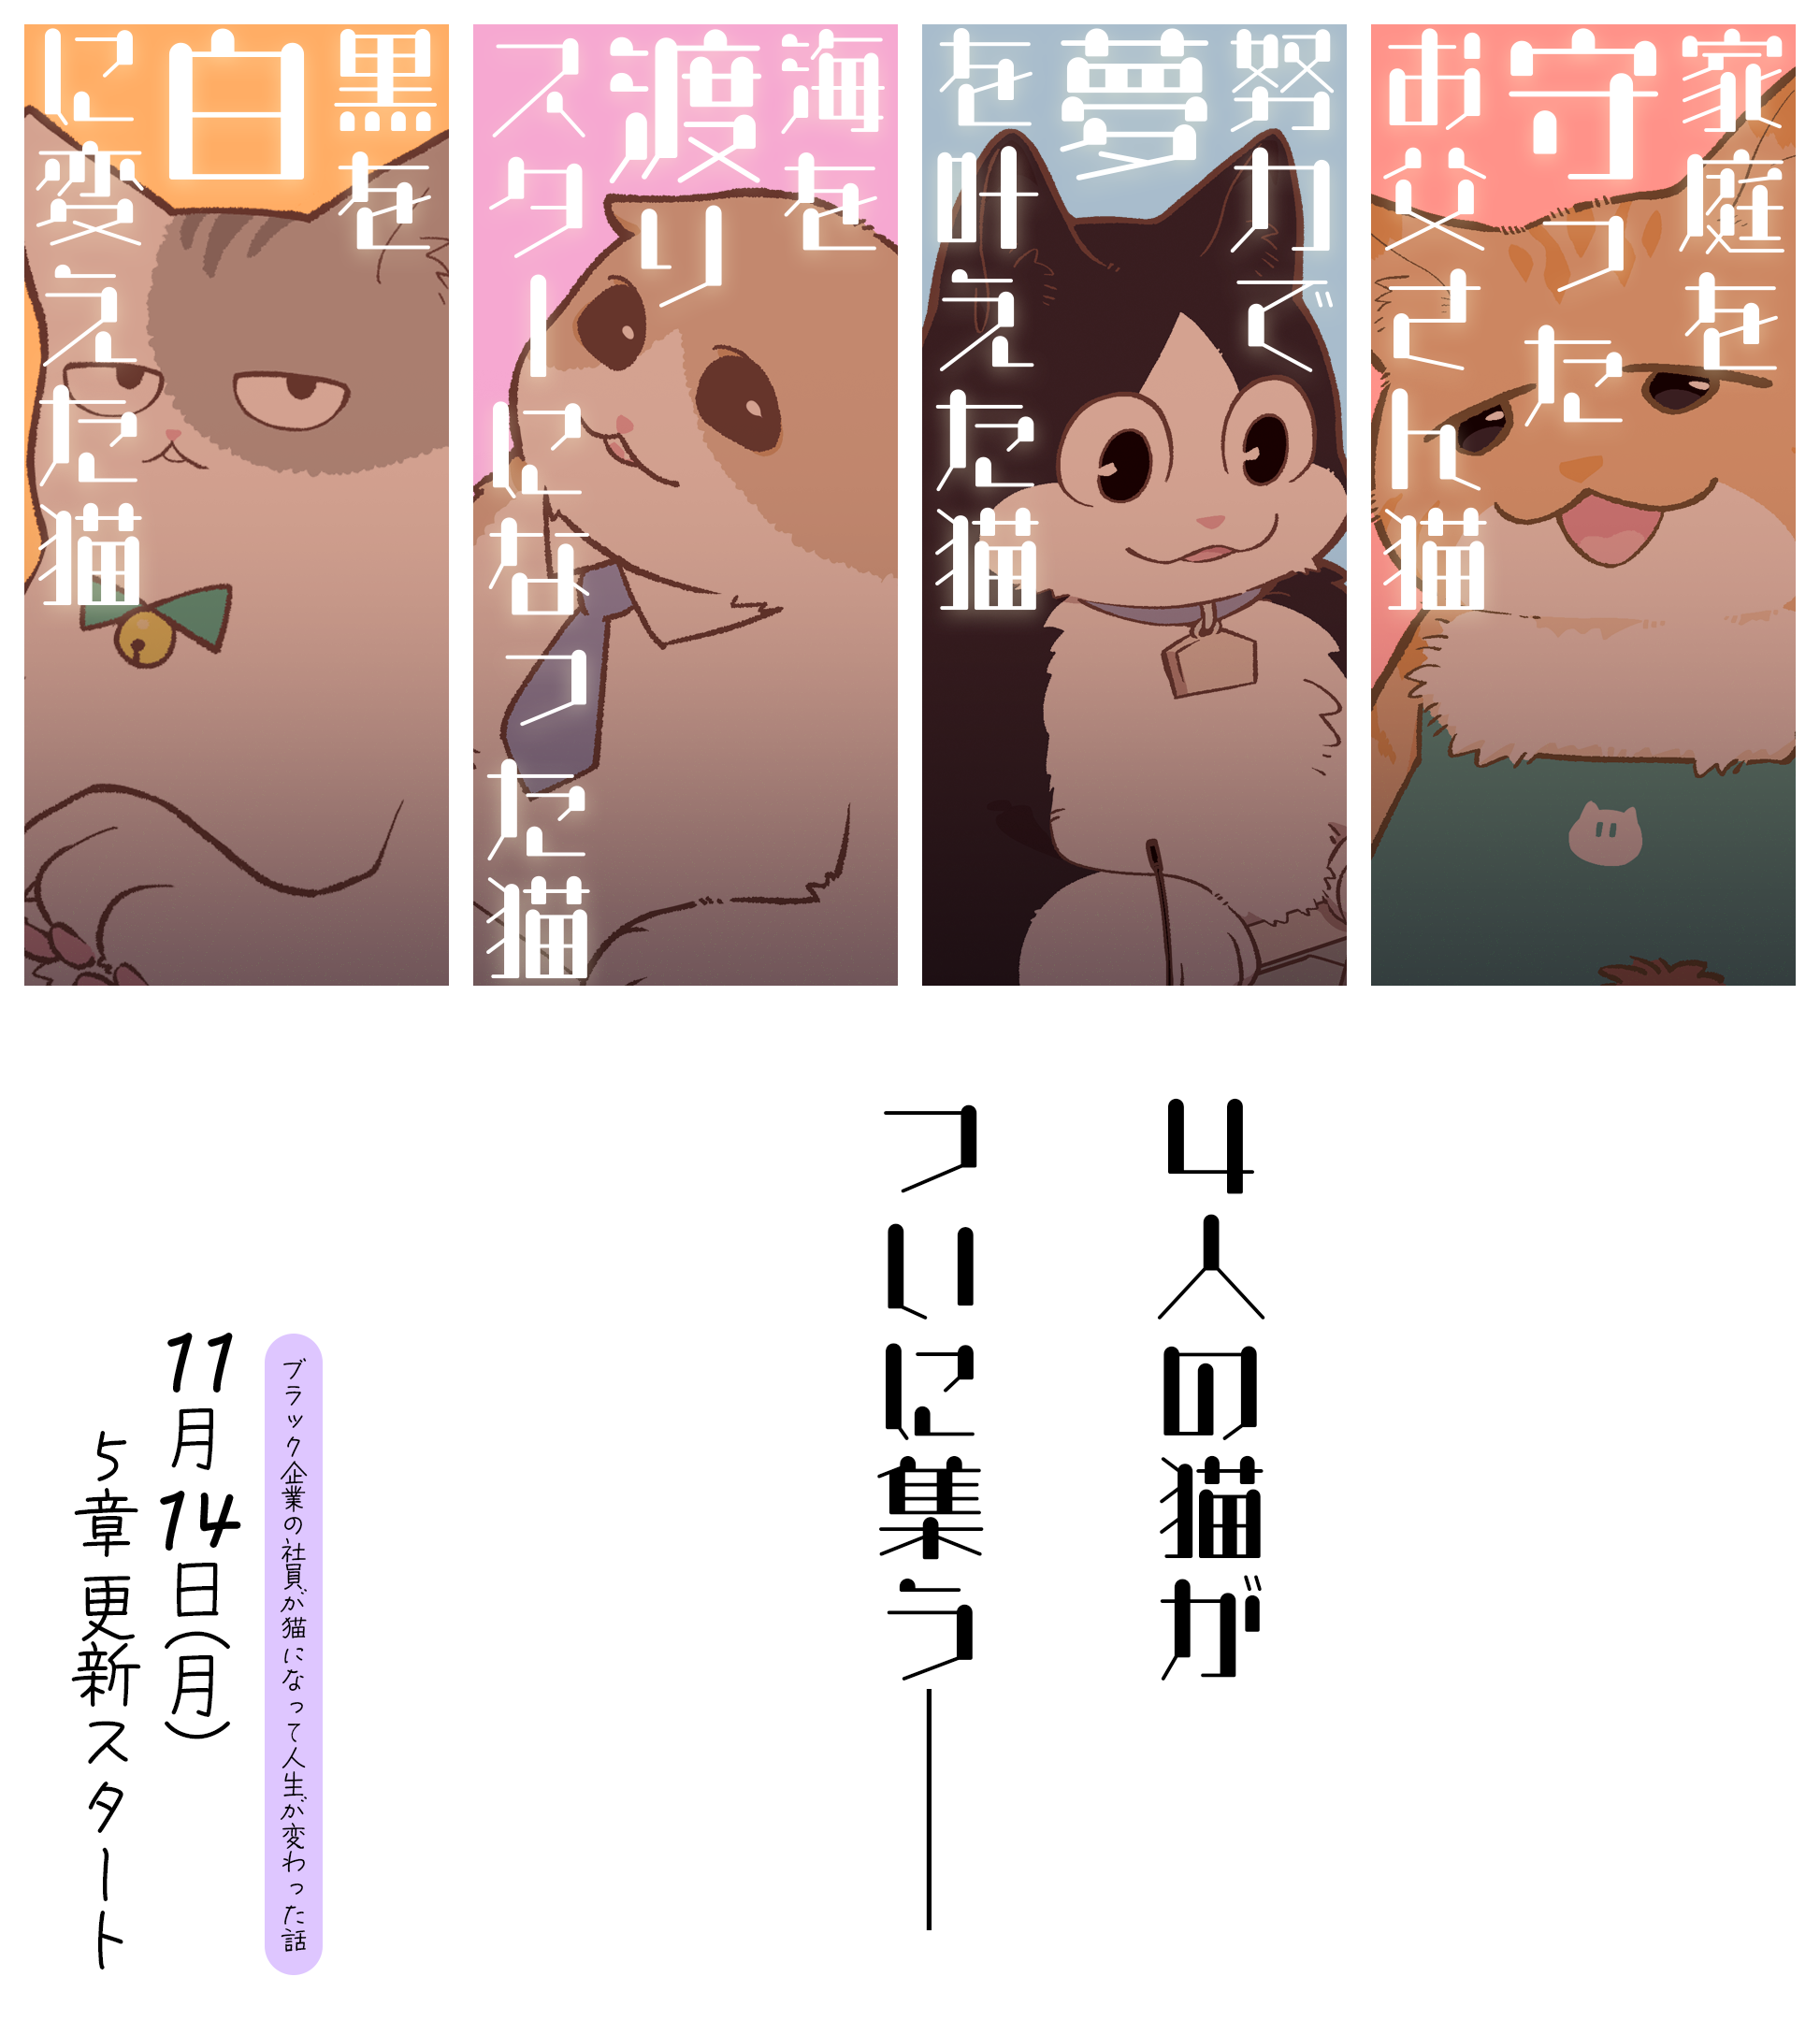 家庭を
守った
お父さん猫
努力で
夢
を叶えた猫
海を
渡り
スターになった猫
黒を
白
に変えた猫
4人の猫が
ついに集う――
ブラック企業の社員が猫になって人生が変わった話
11月14日(月)
5章更新スタート